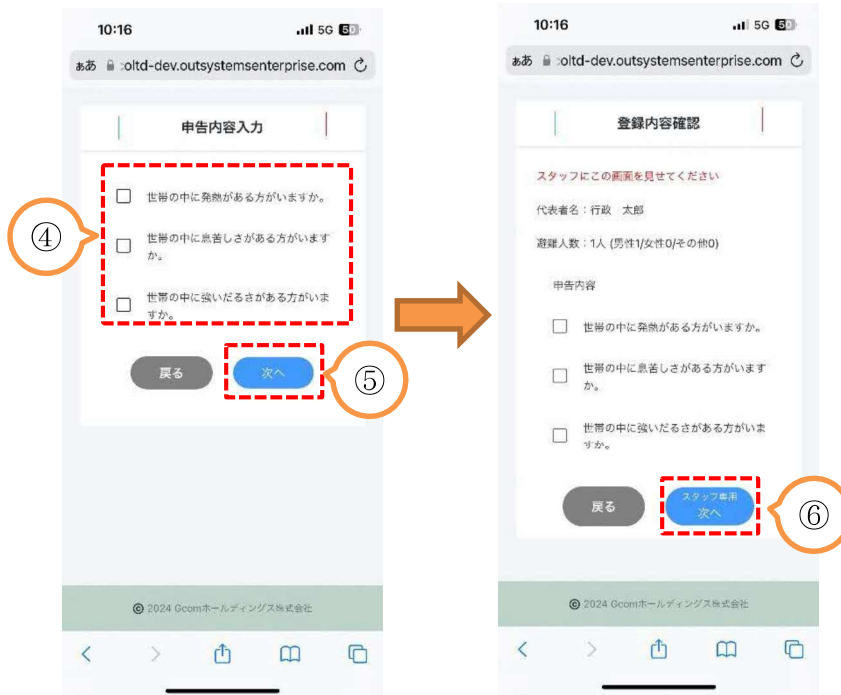 10:16
5G 50
ああ oltd-dev.outsystemsenterprise.com
申告内容入力
世帯の中に発熱がある方がいますか。
世帯の中に息苦しさがある方がいます
か。
世帯の中に強いだるさがある方がいま
すか。
④
戻る
次へ
⑤
© 2024 Gcomホールディングス株式会社
10:16
5G 50
ああ oltd-dev.outsystemsenterprise.com
登録内容確認
スタッフにこの画面を見せてください
代表者名：行政 太郎
避難人数：1人 (男性1/女性0/その他0)
申告内容
世帯の中に発熱がある方がいますか。
世帯の中に息苦しさがある方がいます
か。
世帯の中に強いだるさがある方がいま
すか。
戻る
スタッフ専用
次へ
⑥
© 2024 Gcomホールディングス株式会社